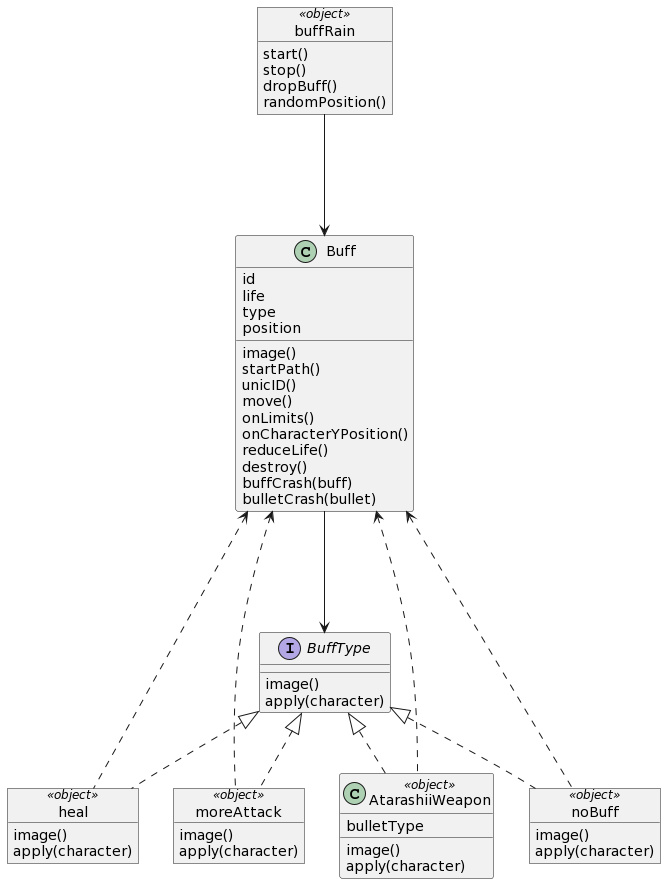 «object»
buffRain
start()
stop()
dropBuff()
randomPosition()
C Buff
id
life
type
position
image()
startPath()
unicID()
move()
onLimits()
onCharacterYPosition()
reduceLife()
destroy()
buffCrash(buff)
bulletCrash(bullet)
I BuffType
image()
apply(character)
«object»
heal
image()
apply(character)
«object»
moreAttack
image()
apply(character)
C «object»
AtarashiiWeapon
bulletType
image()
apply(character)
«object»
noBuff
image()
apply(character)